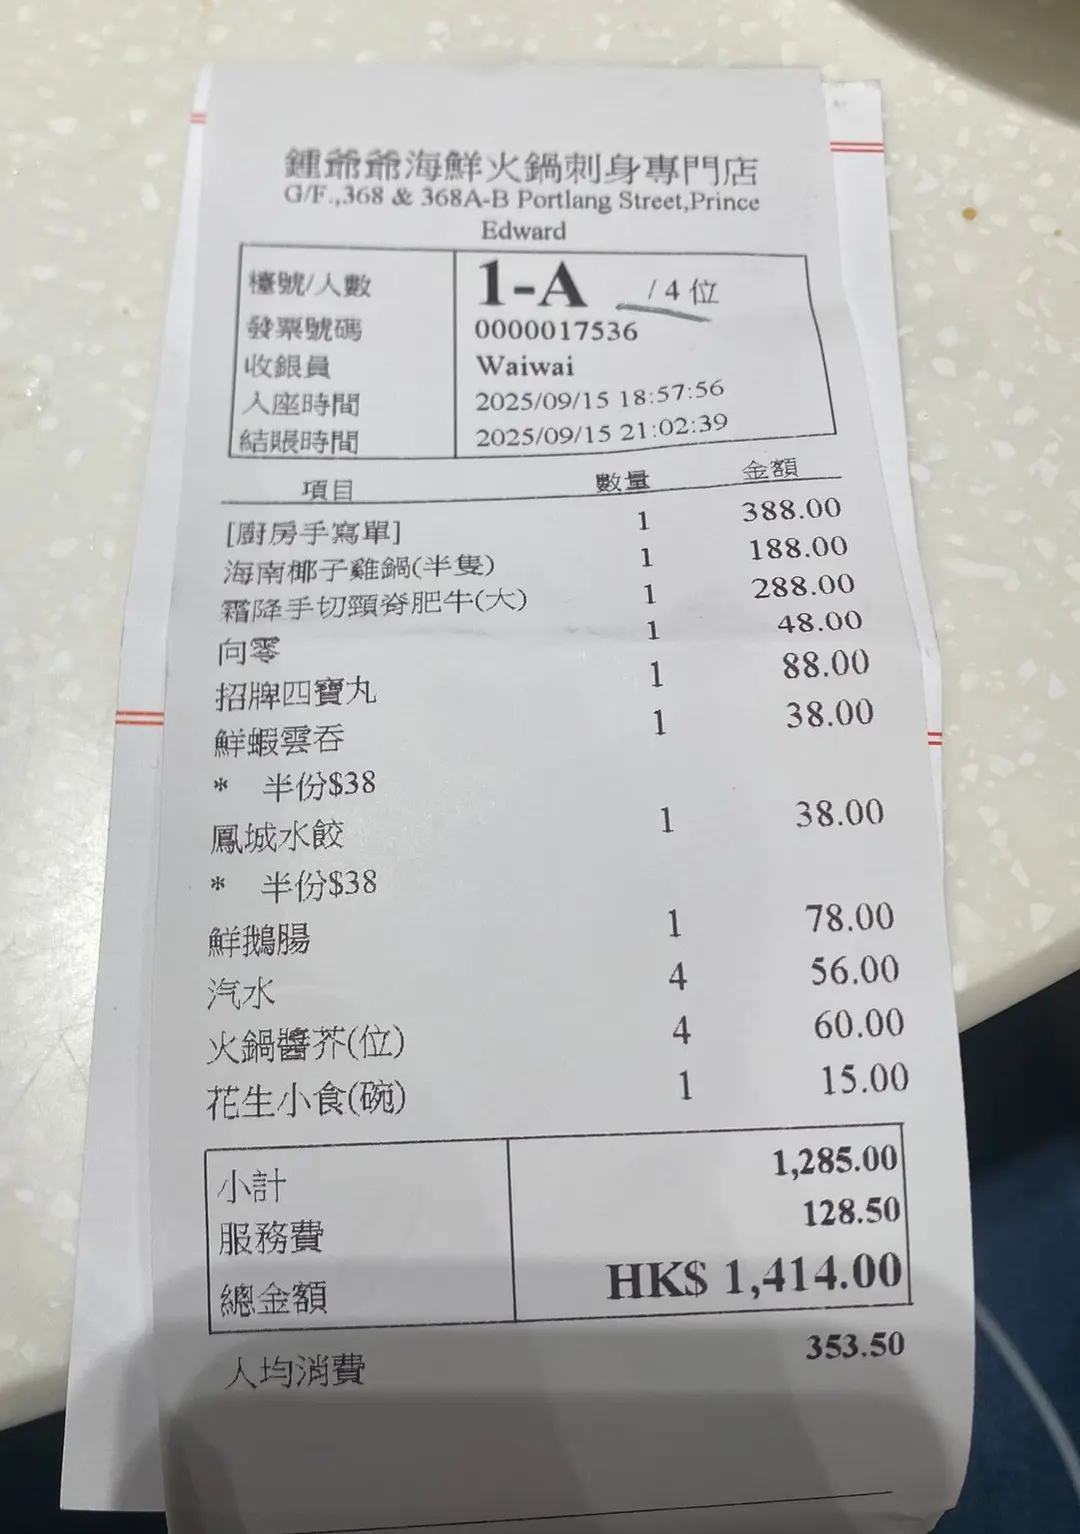 鍾爺爺海鮮火鍋刺身專門店
G/F.,368 & 368A-B Portlang Street,Prince
Edward
檯號/人數 1-A / 4 位
發票號碼 0000017536
收銀員 Waiwai
入座時間 2025/09/15 18:57:56
結賬時間 2025/09/15 21:02:39
項目 數量 金額
[廚房手寫單] 1 388.00
海南椰子雞鍋(半隻) 1 188.00
霜降手切頸脊肥牛(大) 1 288.00
向零 1 48.00
招牌四寶丸 1 88.00
鮮蝦雲吞 1 38.00
* 半份$38
鳳城水餃 1 38.00
* 半份$38
鮮鵝腸 1 78.00
汽水 4 56.00
火鍋醬芥(位) 4 60.00
花生小食(碗) 1 15.00
小計 1,285.00
服務費 128.50
總金額 HK$ 1,414.00
人均消費 353.50